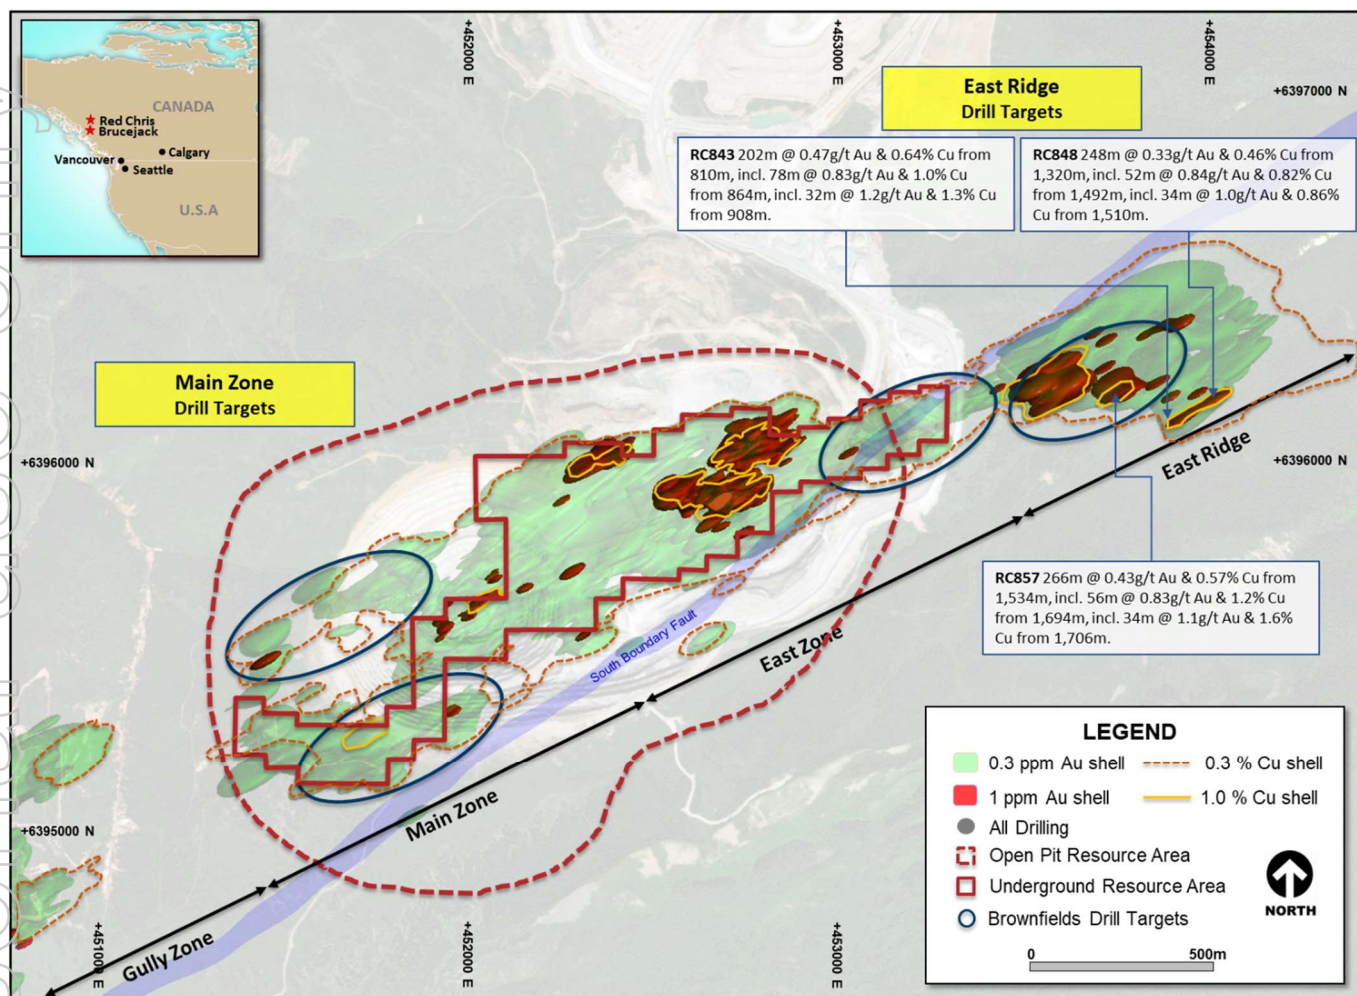 CANADA
Red Chris
Brucejack
Vancouver
Calgary
Seattle
U.S.A
+452000 E
+453000 E
+454000 E
+6397000 N
East Ridge
Drill Targets
RC843 202m @ 0.47g/t Au & 0.64% Cu from
810m, incl. 78m @ 0.83g/t Au & 1.0% Cu
from 864m, incl. 32m @ 1.2g/t Au & 1.3% Cu
from 908m.
RC848 248m @ 0.33g/t Au & 0.46% Cu from
1,320m, incl. 52m @ 0.84g/t Au & 0.82% Cu
from 1,492m, incl. 34m @ 1.0g/t Au & 0.86%
Cu from 1,510m.
Main Zone
Drill Targets
+6396000 N
+6396000 N
East Ridge
RC857 266m @ 0.43g/t Au & 0.57% Cu from
1,534m, incl. 56m @ 0.83g/t Au & 1.2% Cu
from 1,694m, incl. 34m @ 1.1g/t Au & 1.6%
Cu from 1,706m.
South Boundary Fault
East Zone
Main Zone
Gully Zone
+6395000 N
+451000 E
+452000 E
+453000 E
LEGEND
0.3 ppm Au shell
0.3 % Cu shell
1 ppm Au shell
1.0 % Cu shell
All Drilling
Open Pit Resource Area
Underground Resource Area
Brownfields Drill Targets
NORTH
0
500m